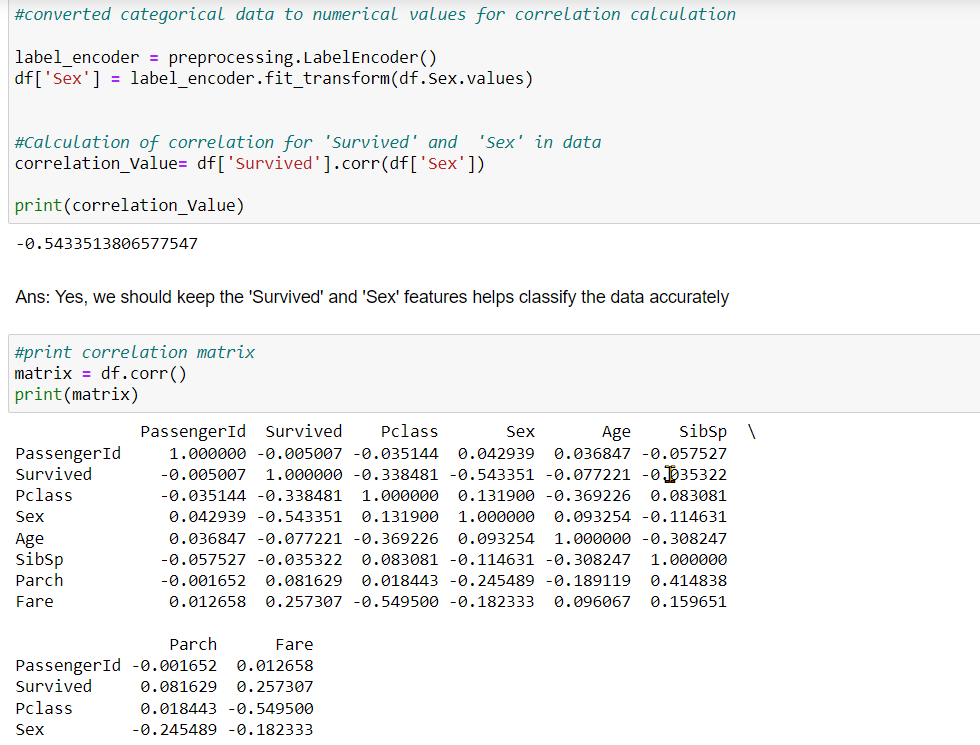 #converted categorical data to numerical values for correlation calculation
label_encoder = preprocessing.LabelEncoder()
df['Sex'] = label_encoder.fit_transform(df.Sex.values)
#Calculation of correlation for 'Survived' and  'Sex' in data
correlation_Value= df['Survived'].corr(df['Sex'])
print(correlation_Value)
-0.5433513806577547
Ans: Yes, we should keep the 'Survived' and 'Sex' features helps classify the data accurately
#print correlation matrix
matrix = df.corr()
print(matrix)
             PassengerId  Survived    Pclass       Sex       Age     SibSp  \
PassengerId     1.000000 -0.005007 -0.035144  0.042939  0.036847 -0.057527
Survived       -0.005007  1.000000 -0.338481 -0.543351 -0.077221 -0.035322
Pclass         -0.035144 -0.338481  1.000000  0.131900 -0.369226  0.083081
Sex             0.042939 -0.543351  0.131900  1.000000  0.093254 -0.114631
Age             0.036847 -0.077221 -0.369226  0.093254  1.000000 -0.308247
SibSp          -0.057527 -0.035322  0.083081 -0.114631 -0.308247  1.000000
Parch          -0.001652  0.081629  0.018443 -0.245489 -0.189119  0.414838
Fare            0.012658  0.257307 -0.549500 -0.182333  0.096067  0.159651
                Parch      Fare
PassengerId -0.001652  0.012658
Survived     0.081629  0.257307
Pclass       0.018443 -0.549500
Sex         -0.245489 -0.182333